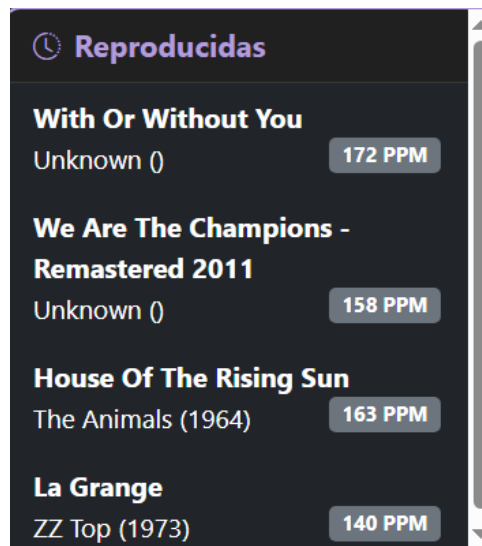 Reproducidas
With Or Without You
Unknown () 172 PPM
We Are The Champions -
Remastered 2011
Unknown () 158 PPM
House Of The Rising Sun
The Animals (1964) 163 PPM
La Grange
ZZ Top (1973) 140 PPM